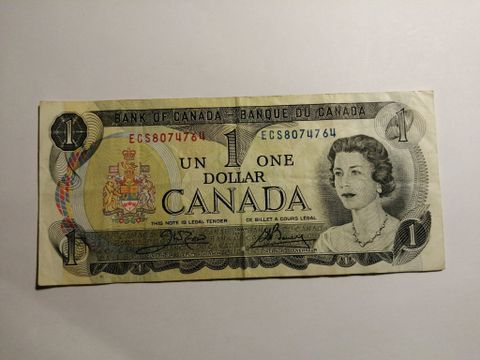 BANK OF CANADA – BANQUE DU CANADA
1 ECS8074764 1 ECS8074764 1
UN ONE
DOLLAR
CANADA
THIS NOTE IS LEGAL TENDER CE BILLET A COURS LÉGAL
1 1